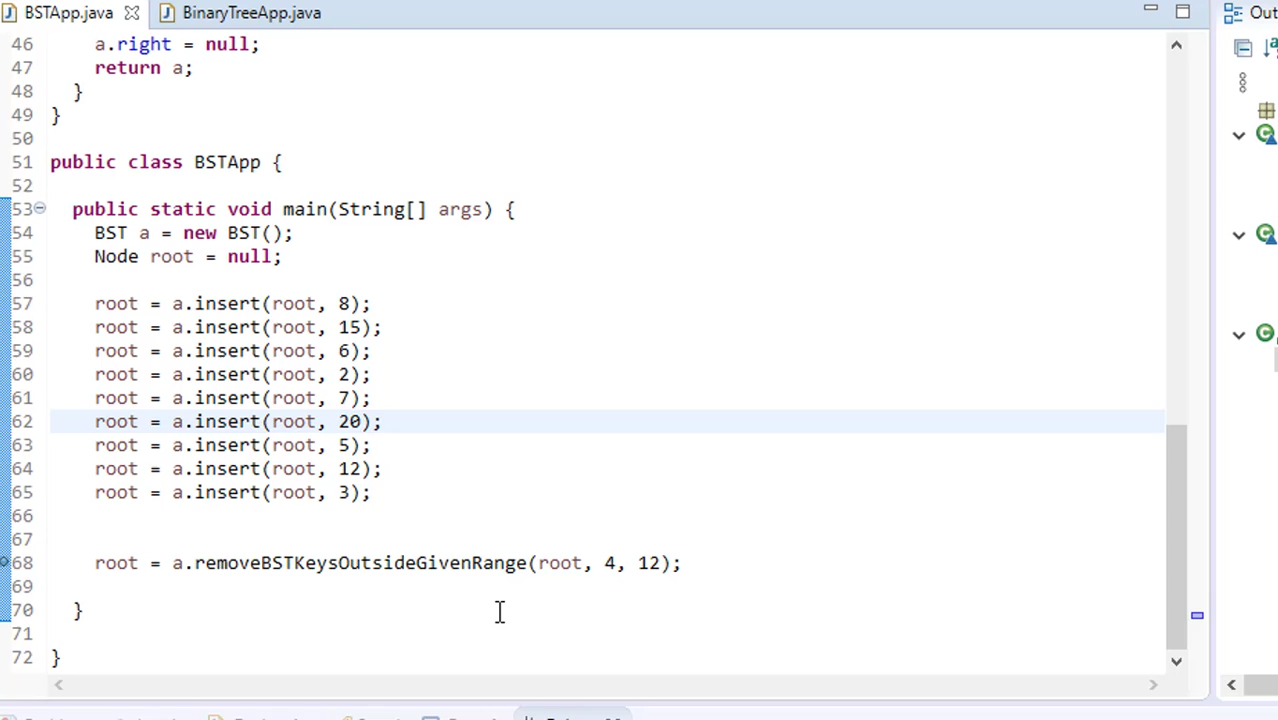 BSTApp.java BinaryTreeApp.java Out
46 a.right = null;
47 return a;
48 }
49 }
50
51 public class BSTApp {
52
53 public static void main(String[] args) {
54 BST a = new BST();
55 Node root = null;
56
57 root = a.insert(root, 8);
58 root = a.insert(root, 15);
59 root = a.insert(root, 6);
60 root = a.insert(root, 2);
61 root = a.insert(root, 7);
62 root = a.insert(root, 20);
63 root = a.insert(root, 5);
64 root = a.insert(root, 12);
65 root = a.insert(root, 3);
66
67
68 root = a.removeBSTKeysOutsideGivenRange(root, 4, 12);
69
70 }
71
72 }